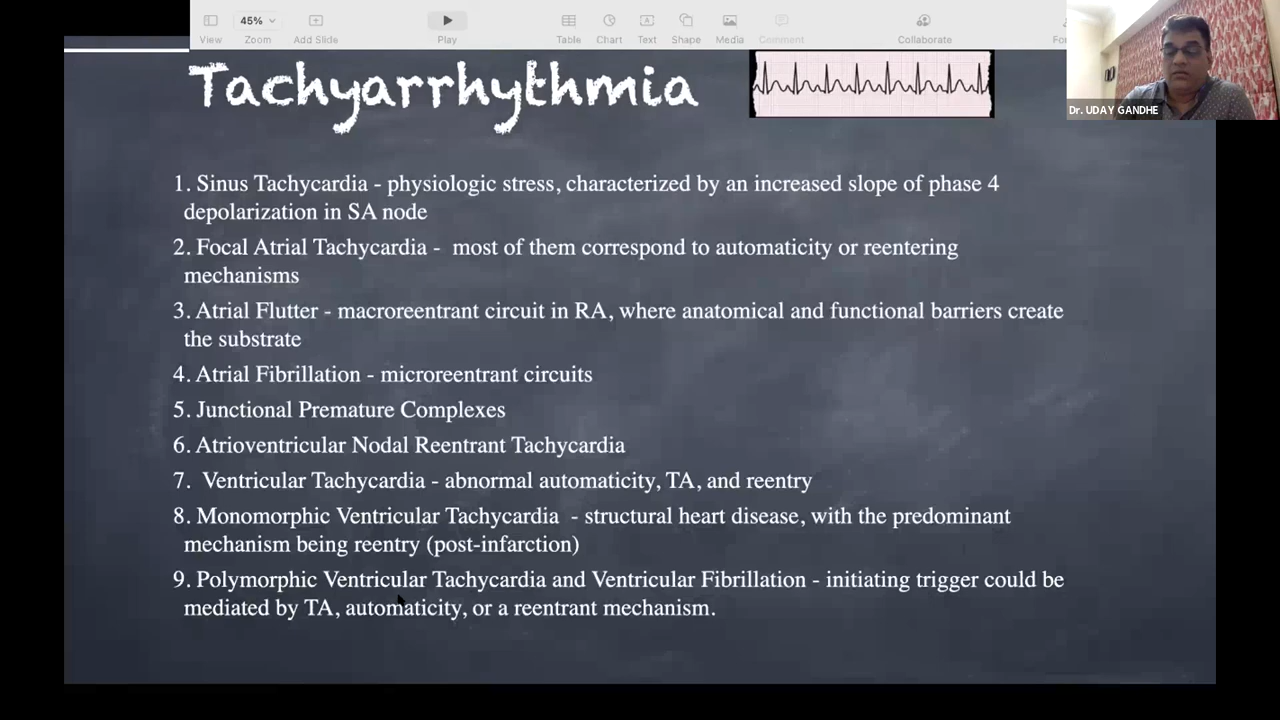 45%
View
Zoom
Add Slide
Play
Table
Chart
Text
Shape
Media
Comment
Collaborate
Dr. UDAY GANDHE
Tachyarrhythmia
1. Sinus Tachycardia - physiologic stress, characterized by an increased slope of phase 4
depolarization in SA node
2. Focal Atrial Tachycardia -  most of them correspond to automaticity or reentering
mechanisms
3. Atrial Flutter - macroreentrant circuit in RA, where anatomical and functional barriers create
the substrate
4. Atrial Fibrillation - microreentrant circuits
5. Junctional Premature Complexes
6. Atrioventricular Nodal Reentrant Tachycardia
7.  Ventricular Tachycardia - abnormal automaticity, TA, and reentry
8. Monomorphic Ventricular Tachycardia  - structural heart disease, with the predominant
mechanism being reentry (post-infarction)
9. Polymorphic Ventricular Tachycardia and Ventricular Fibrillation - initiating trigger could be
mediated by TA, automaticity, or a reentrant mechanism.